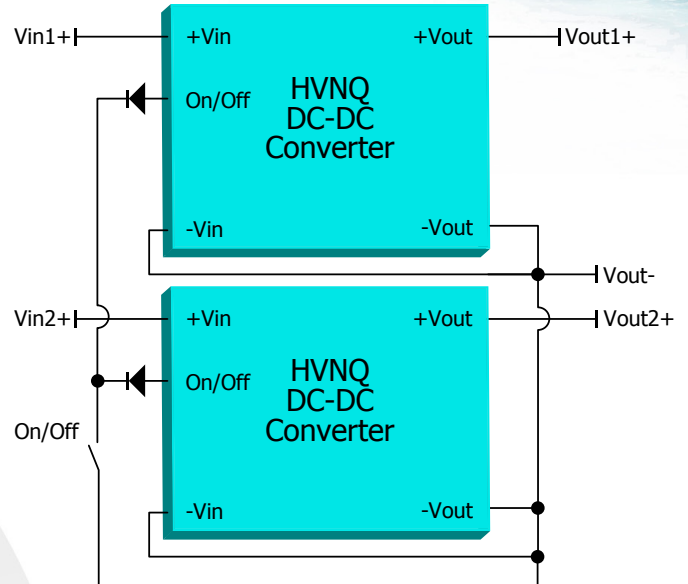 Vin1+
+Vin
+Vout
Vout1+
On/Off
HVNQ
DC-DC
Converter
-Vin
-Vout
Vout-
Vin2+
+Vin
+Vout
Vout2+
On/Off
HVNQ
DC-DC
Converter
On/Off
-Vin
-Vout